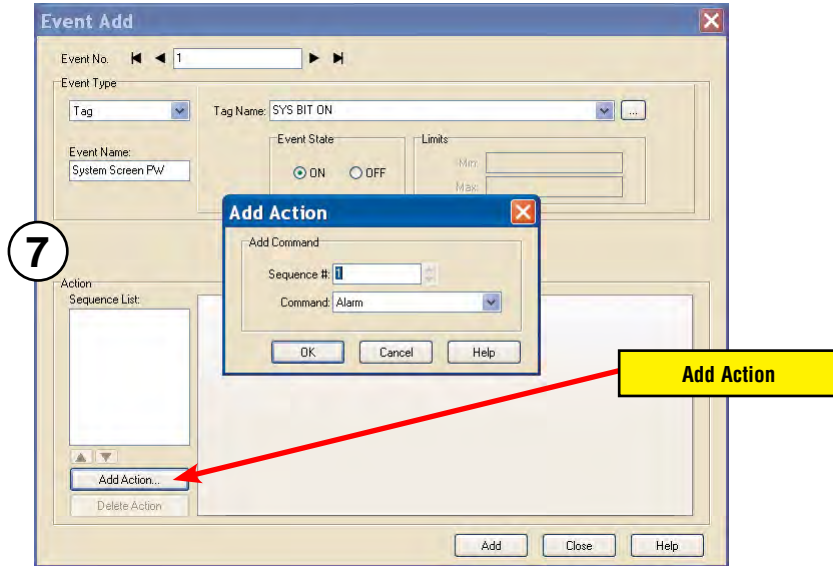 Event Add
Event No. 1
Event Type
Tag
Tag Name: SYS BIT ON
...
Event Name:
System Screen PW
Event State
ON OFF
Limits
Min:
Max:
7
Add Action
Add Command
Sequence #: 1
Command: Alarm
OK Cancel Help
Action
Sequence List:
Add Action
Add Action...
Delete Action
Add Close Help